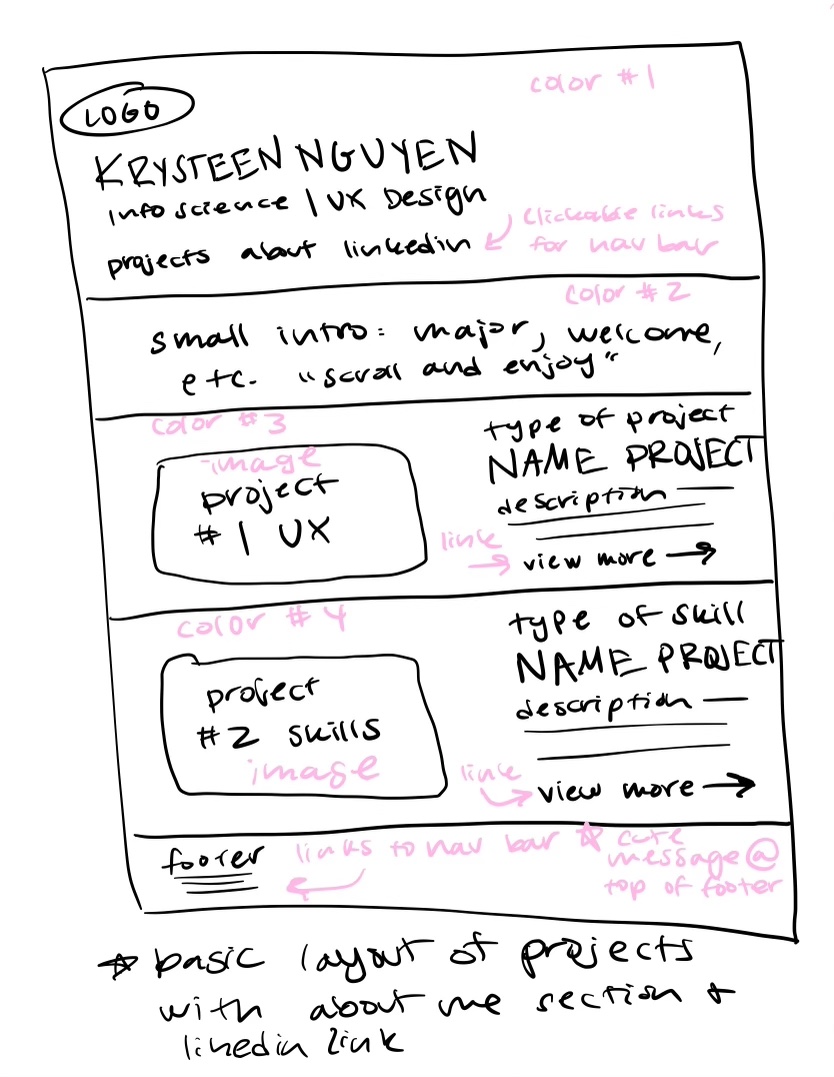 color #1
LOGO
KRYSTEEN NGUYEN
info science | UX Design
projects about linkedin
clickable links
for nav bar
color #2
small intro: major, welcome,
etc. "scroll and enjoy"
color #3
image
project
#1 UX
type of project
NAME PROJECT
description
link
view more →
color #4
project
#2 skills
image
type of skill
NAME PROJECT
description
link
view more →
footer
links to nav bar
☆ cute
message @
top of footer
☆ basic layout of projects
with about me section +
linkedin link